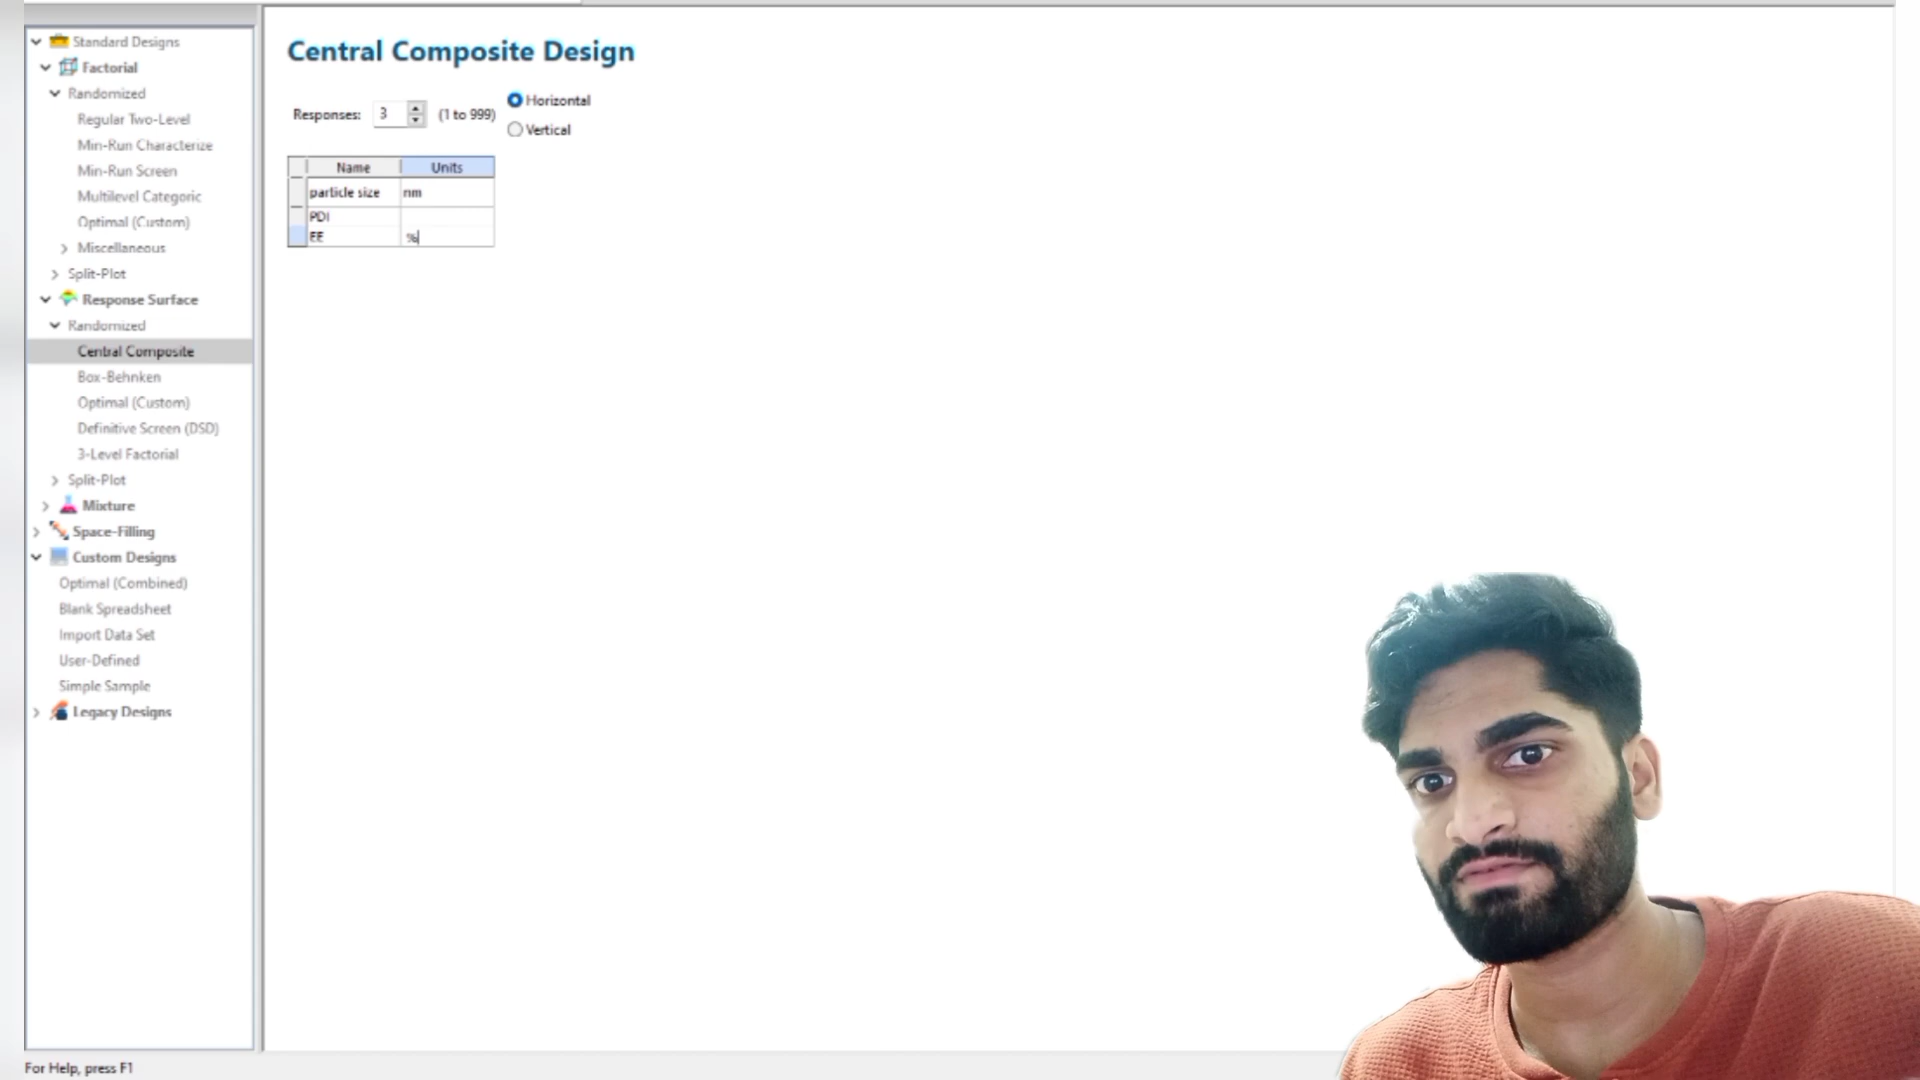 Standard Designs
Factorial
Randomized
Regular Two-Level
Min-Run Characterize
Min-Run Screen
Multilevel Categoric
Optimal (Custom)
Miscellaneous
Split-Plot
Response Surface
Randomized
Central Composite
Box-Behnken
Optimal (Custom)
Definitive Screen (DSD)
3-Level Factorial
Split-Plot
Mixture
Space-Filling
Custom Designs
Optimal (Combined)
Blank Spreadsheet
Import Data Set
User-Defined
Simple Sample
Legacy Designs
Central Composite Design
Responses: 3 (1 to 999)
Horizontal
Vertical
Name Units
particle size nm
PDI
EE %
For Help, press F1